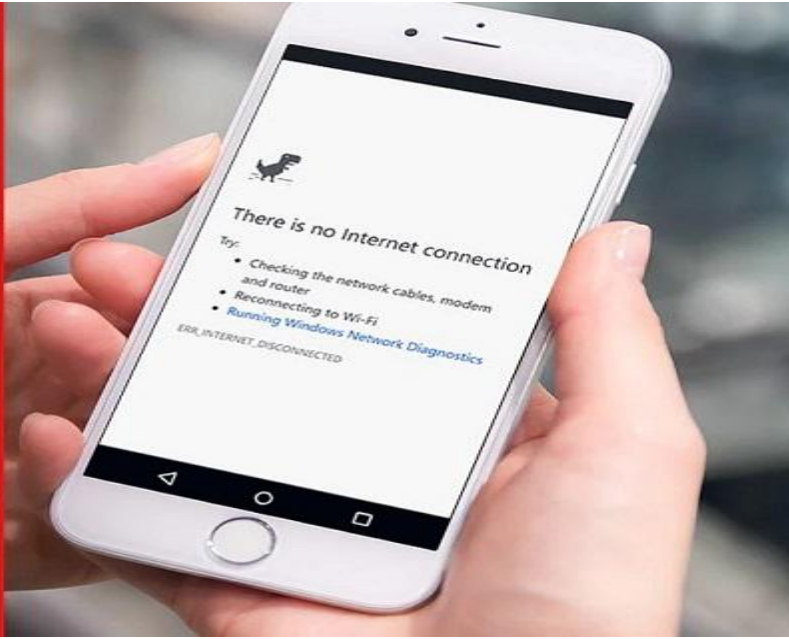 There is no Internet connection
Try:
• Checking the network cables, modem
and router
• Reconnecting to Wi-Fi
• Running Windows Network Diagnostics
ERR_INTERNET_DISCONNECTED